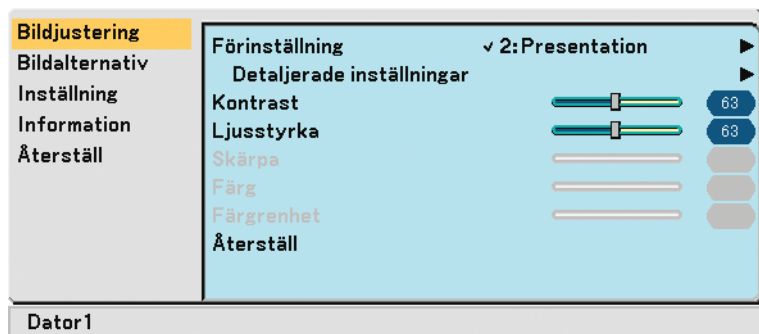 Bildjustering
Bildalternativ
Inställning
Information
Återställ
Förinställning ✓ 2:Presentation
Detaljerade inställningar
Kontrast 63
Ljusstyrka 63
Skärpa
Färg
Färgrenhet
Återställ
Dator1